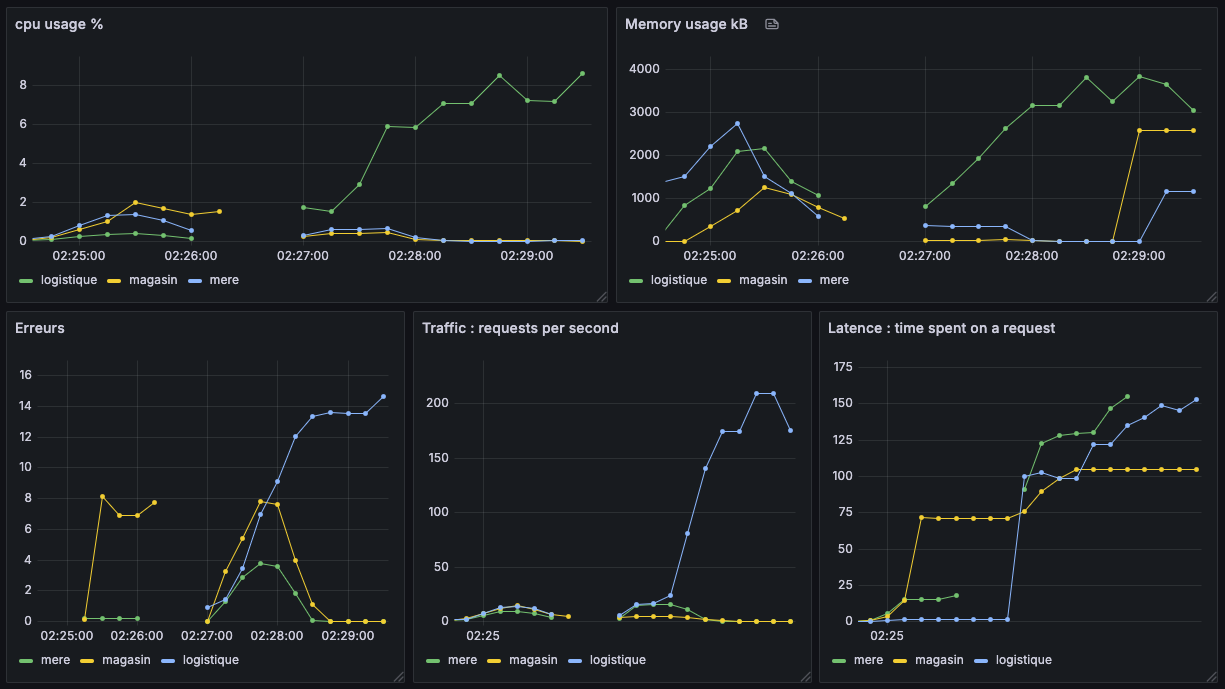 cpu usage %
8
6
4
2
0
02:25:00 02:26:00 02:27:00 02:28:00 02:29:00
logistique magasin mere
Memory usage kB
4000
3000
2000
1000
0
02:25:00 02:26:00 02:27:00 02:28:00 02:29:00
logistique magasin mere
Erreurs
16
14
12
10
8
6
4
2
0
02:25:00 02:26:00 02:27:00 02:28:00 02:29:00
mere magasin logistique
Traffic : requests per second
200
150
100
50
0
02:25
mere magasin logistique
Latence : time spent on a request
175
150
125
100
75
50
25
0
02:25
mere magasin logistique